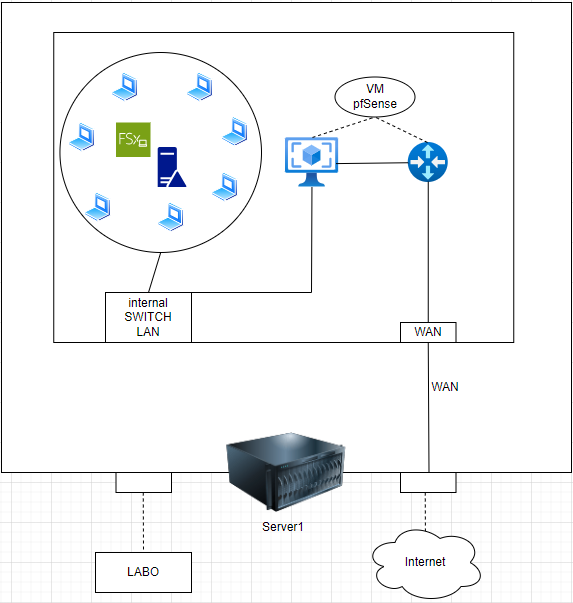 VM
pfSense
FSx
internal
SWITCH
LAN
WAN
WAN
Server1
Internet
LABO